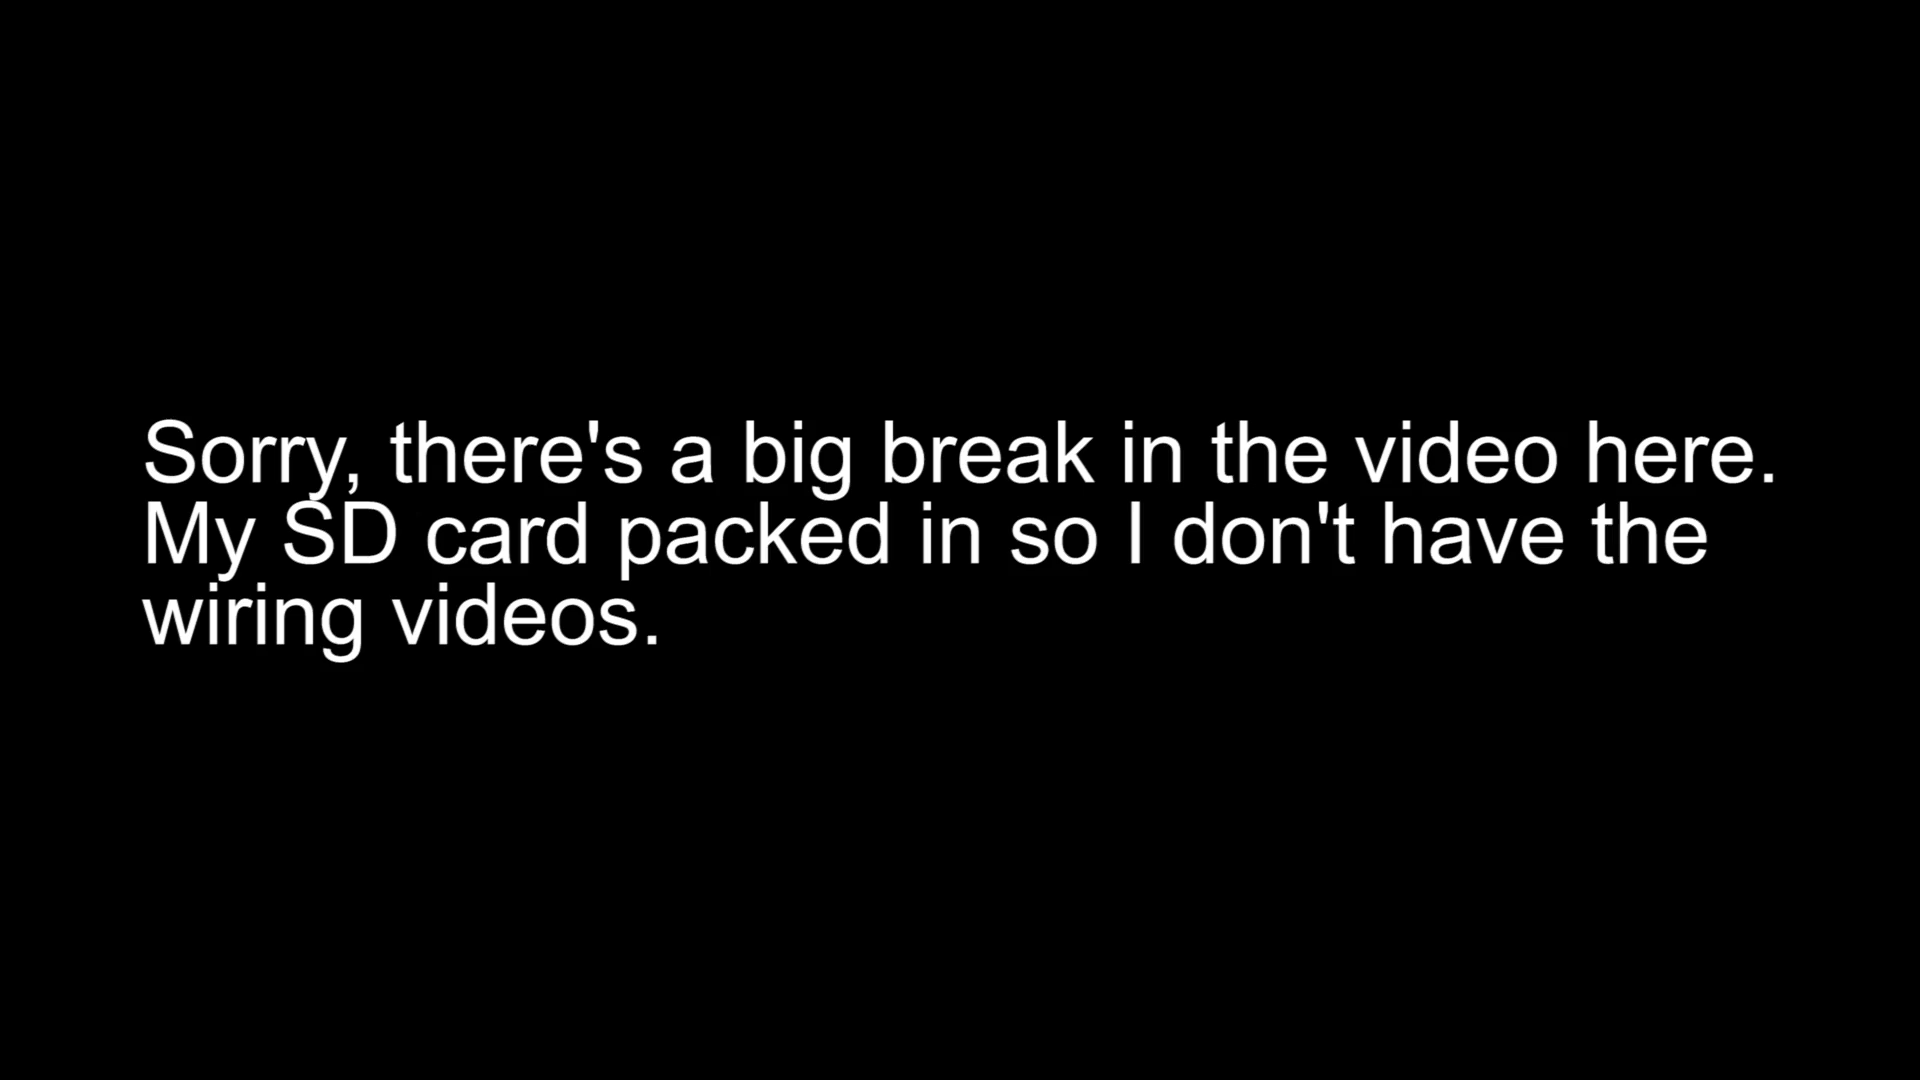 Sorry, there's a big break in the video here.
My SD card packed in so I don't have the
wiring videos.